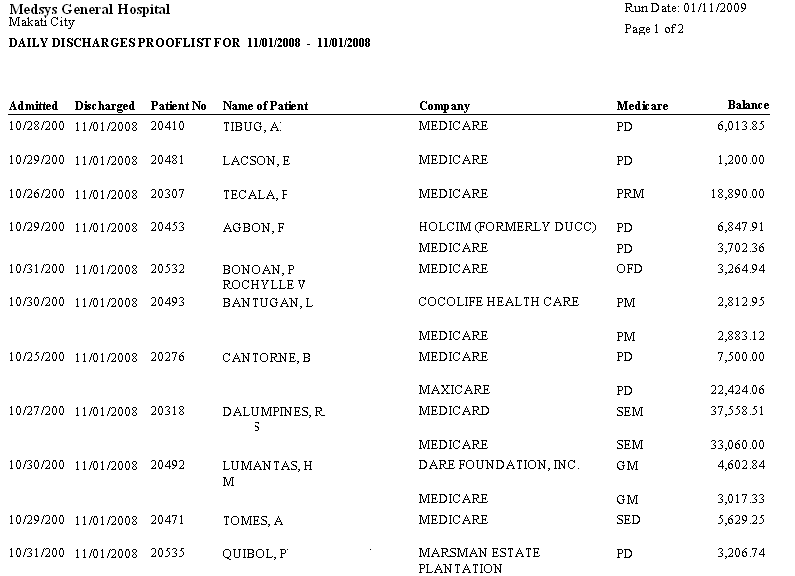 Medsys General Hospital
Makati City
Run Date: 01/11/2009
Page 1 of 2
DAILY DISCHARGES PROOFLIST FOR 11/01/2008 - 11/01/2008
Admitted Discharged Patient No Name of Patient Company Medicare Balance
10/28/200 11/01/2008 20410 TIBUG, A. MEDICARE PD 6,013.85
10/29/200 11/01/2008 20481 LACSON, E MEDICARE PD 1,200.00
10/26/200 11/01/2008 20307 TECALA, F MEDICARE PRM 18,890.00
10/29/200 11/01/2008 20453 AGBON, F HOLCIM (FORMERLY DUCC) PD 6,847.91
MEDICARE PD 3,702.36
10/31/200 11/01/2008 20532 BONOAN, P MEDICARE OFD 3,264.94
ROCHYLLE V
10/30/200 11/01/2008 20493 BANTUGAN, L COCOLIFE HEALTH CARE PM 2,812.95
MEDICARE PM 2,883.12
10/25/200 11/01/2008 20276 CANTORNE, B MEDICARE PD 7,500.00
MAXICARE PD 22,424.06
10/27/200 11/01/2008 20318 DALUMPINES, R. MEDICARD SEM 37,558.51
S
MEDICARE SEM 33,060.00
10/30/200 11/01/2008 20492 LUMANTAS, H DARE FOUNDATION, INC. GM 4,602.84
M
MEDICARE GM 3,017.33
10/29/200 11/01/2008 20471 TOMES, A MEDICARE SED 5,629.25
10/31/200 11/01/2008 20535 QUIBOL, P MARSMAN ESTATE PD 3,206.74
PLANTATION